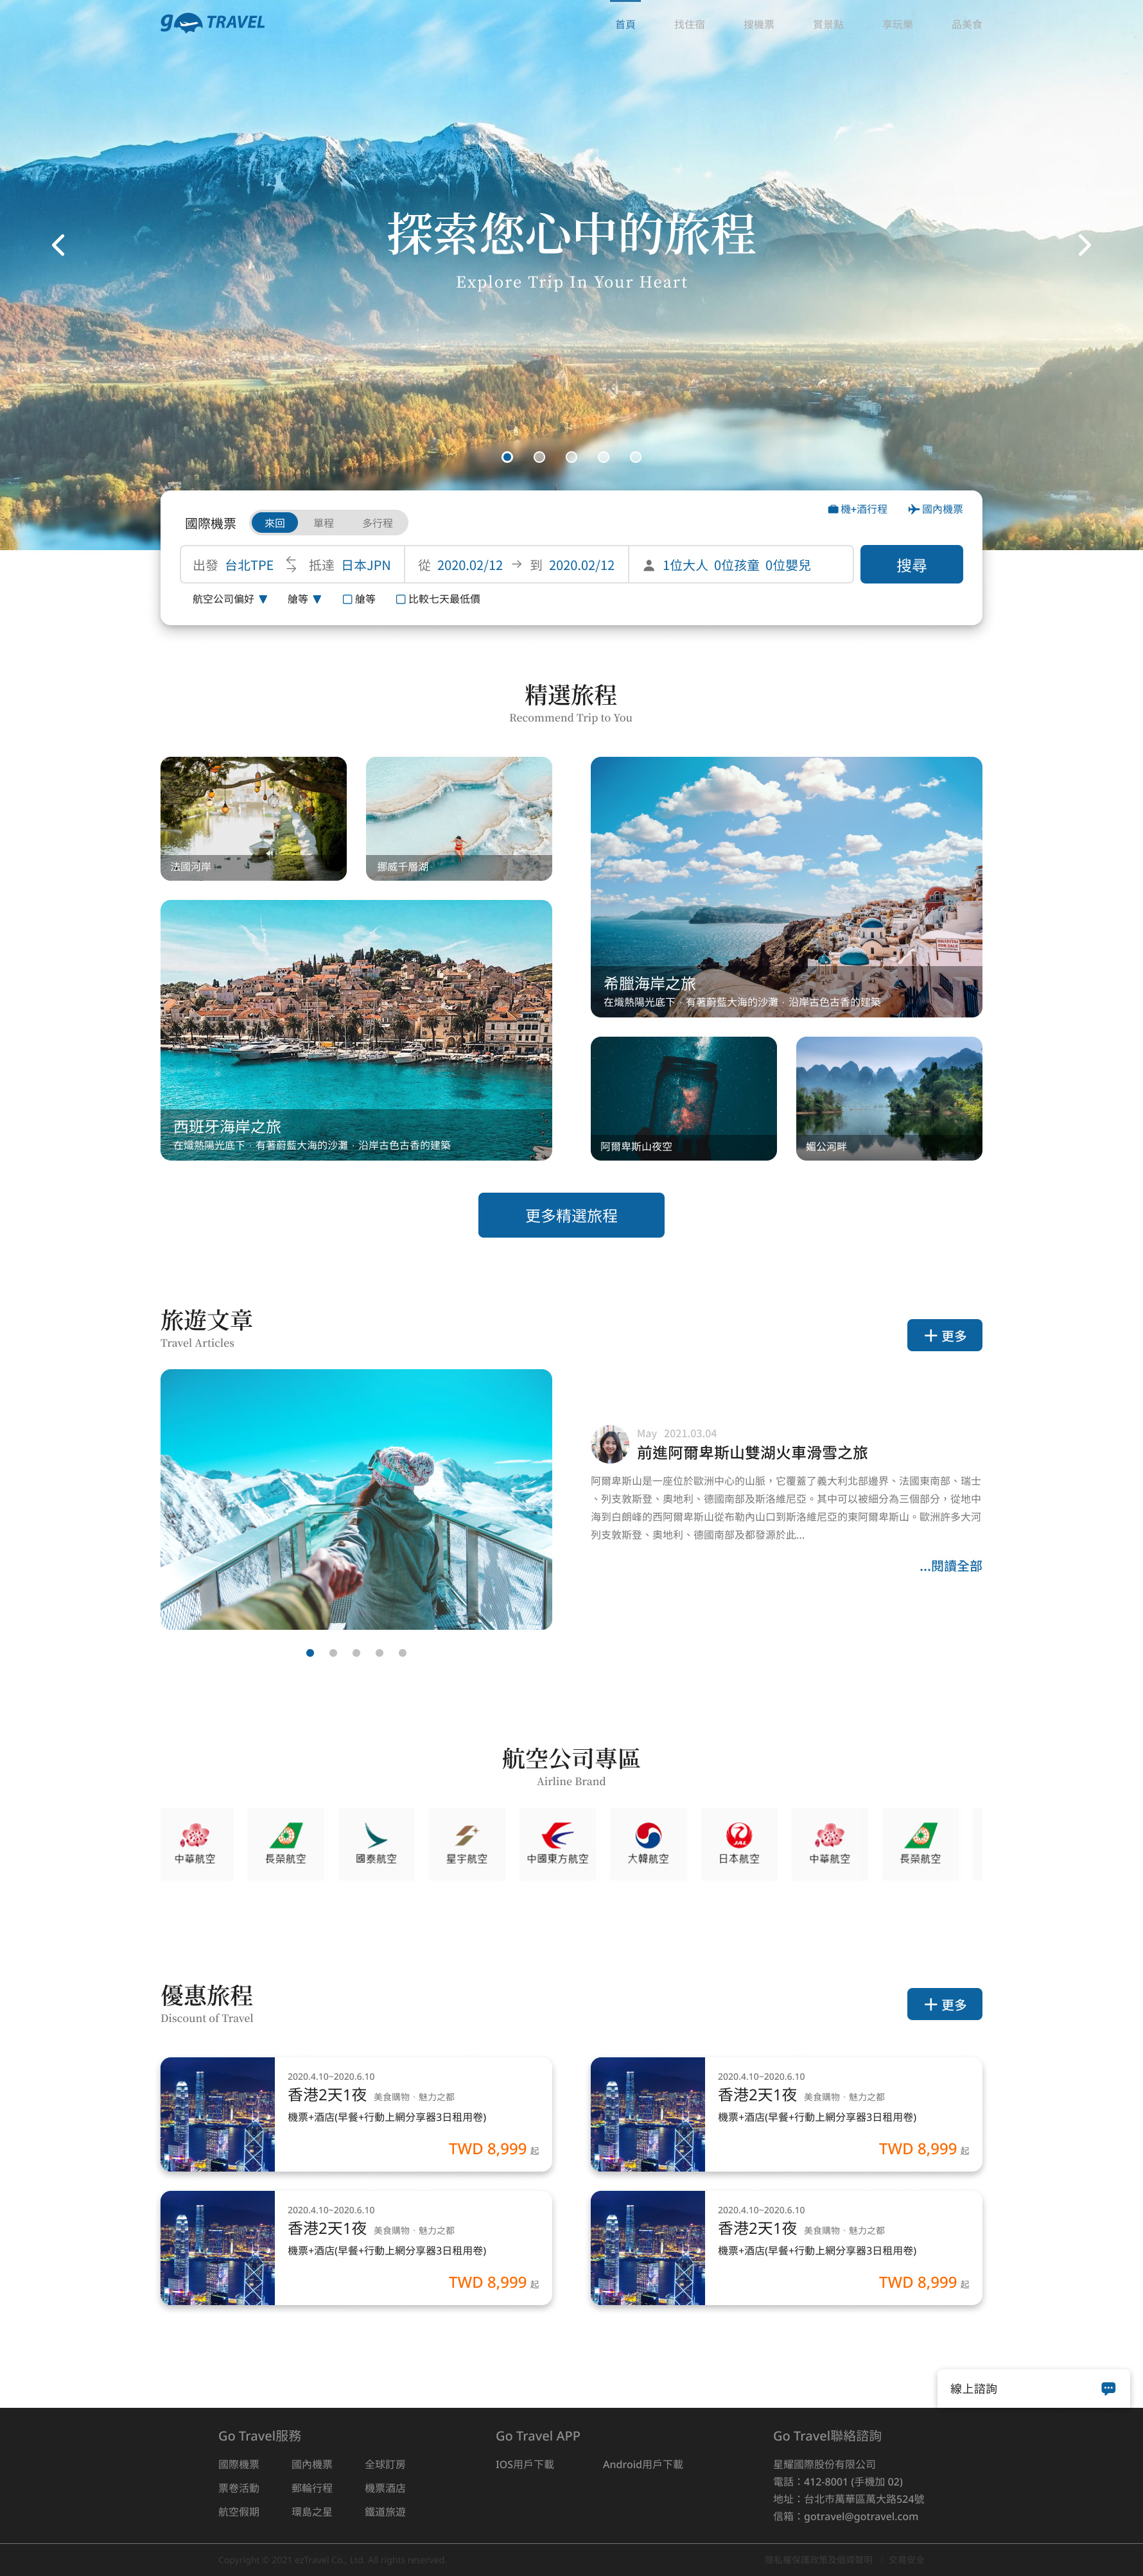 go TRAVEL
首頁 找住宿 搜機票 賞景點 享玩樂 品美食
探索您心中的旅程
Explore Trip In Your Heart
機+酒行程 國內機票
國際機票 來回 單程 多行程
出發 台北TPE 抵達 日本JPN 從 2020.02/12 到 2020.02/12 1位大人 0位孩童 0位嬰兒 搜尋
航空公司偏好 艙等 艙等 比較七天最低價
精選旅程
Recommend Trip to You
法國河岸
挪威千層湖
希臘海岸之旅
在熾熱陽光底下．有著蔚藍大海的沙灘．沿岸古色古香的建築
西班牙海岸之旅
在熾熱陽光底下．有著蔚藍大海的沙灘．沿岸古色古香的建築
阿爾卑斯山夜空
媚公河畔
更多精選旅程
旅遊文章
Travel Articles
更多
May 2021.03.04
前進阿爾卑斯山雙湖火車滑雪之旅
阿爾卑斯山是一座位於歐洲中心的山脈，它覆蓋了義大利北部邊界、法國東南部、瑞士
、列支敦斯登、奧地利、德國南部及斯洛維尼亞。其中可以被細分為三個部分，從地中
海到白朗峰的西阿爾卑斯山從布勒內山口到斯洛維尼亞的東阿爾卑斯山。歐洲許多大河
列支敦斯登、奧地利、德國南部及都發源於此...
...閱讀全部
航空公司專區
Airline Brand
中華航空 長榮航空 國泰航空 星宇航空 中國東方航空 大韓航空 日本航空 中華航空 長榮航空
優惠旅程
Discount of Travel
更多
2020.4.10~2020.6.10
香港2天1夜 美食購物．魅力之都
機票+酒店(早餐+行動上網分享器3日租用卷)
TWD 8,999 起
2020.4.10~2020.6.10
香港2天1夜 美食購物．魅力之都
機票+酒店(早餐+行動上網分享器3日租用卷)
TWD 8,999 起
2020.4.10~2020.6.10
香港2天1夜 美食購物．魅力之都
機票+酒店(早餐+行動上網分享器3日租用卷)
TWD 8,999 起
2020.4.10~2020.6.10
香港2天1夜 美食購物．魅力之都
機票+酒店(早餐+行動上網分享器3日租用卷)
TWD 8,999 起
線上諮詢
Go Travel服務
國際機票 國內機票 全球訂房
票卷活動 郵輪行程 機票酒店
航空假期 環島之星 鐵道旅遊
Go Travel APP
IOS用戶下載 Android用戶下載
Go Travel聯絡諮詢
星耀國際股份有限公司
電話：412-8001 (手機加 02)
地址：台北市萬華區萬大路524號
信箱：gotravel@gotravel.com
Copyright © 2021 ezTravel Co., Ltd. All rights reserved.
隱私權保護政策及個資聲明 | 交易安全